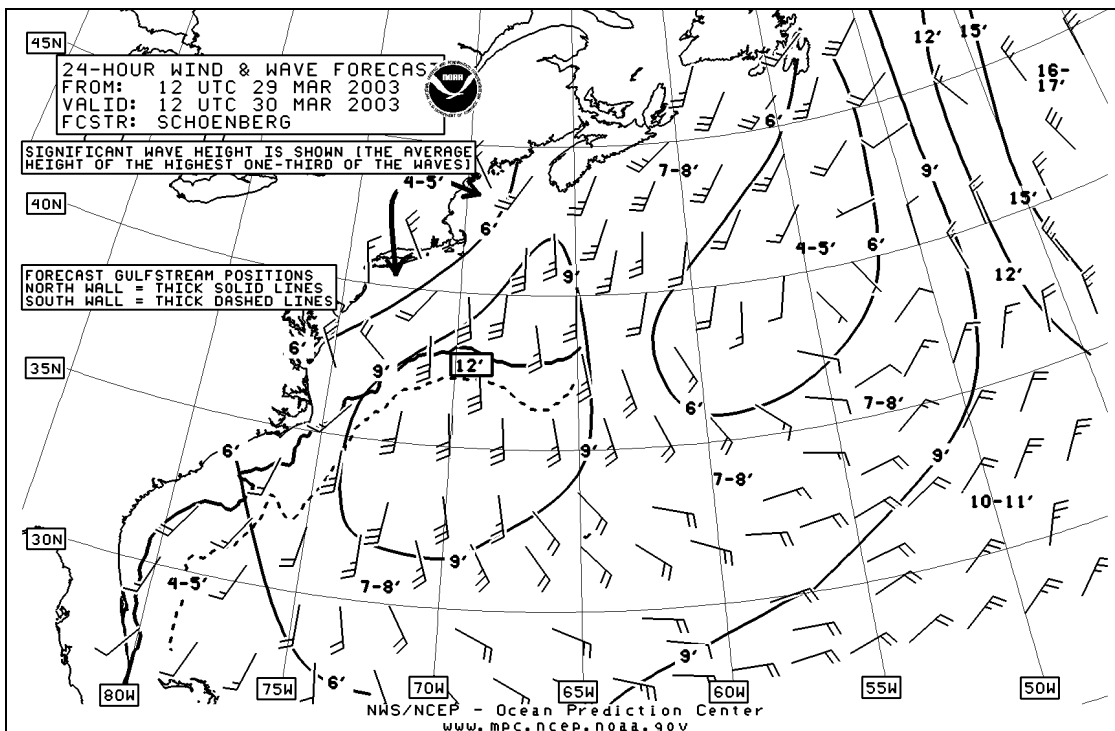 45N
24-HOUR WIND & WAVE FORECAST
FROM: 12 UTC 29 MAR 2003
VALID: 12 UTC 30 MAR 2003
FCSTR: SCHOENBERG
NOAA
SIGNIFICANT WAVE HEIGHT IS SHOWN (THE AVERAGE
HEIGHT OF THE HIGHEST ONE-THIRD OF THE WAVES)
12' 15'
16-
17'
6'
7-8'
9'
4-5'
15'
40N
6'
4-5'
6'
FORECAST GULFSTREAM POSITIONS
NORTH WALL = THICK SOLID LINES
SOUTH WALL = THICK DASHED LINES
9'
12'
6'
35N
9'
12'
6'
7-8'
6'
9'
9'
7-8'
10-11'
30N
9'
4-5'
7-8'
9'
6'
80W
75W
70W
65W
60W
55W
50W
NWS/NCEP - Ocean Prediction Center
www.mpc.ncep.noaa.gov